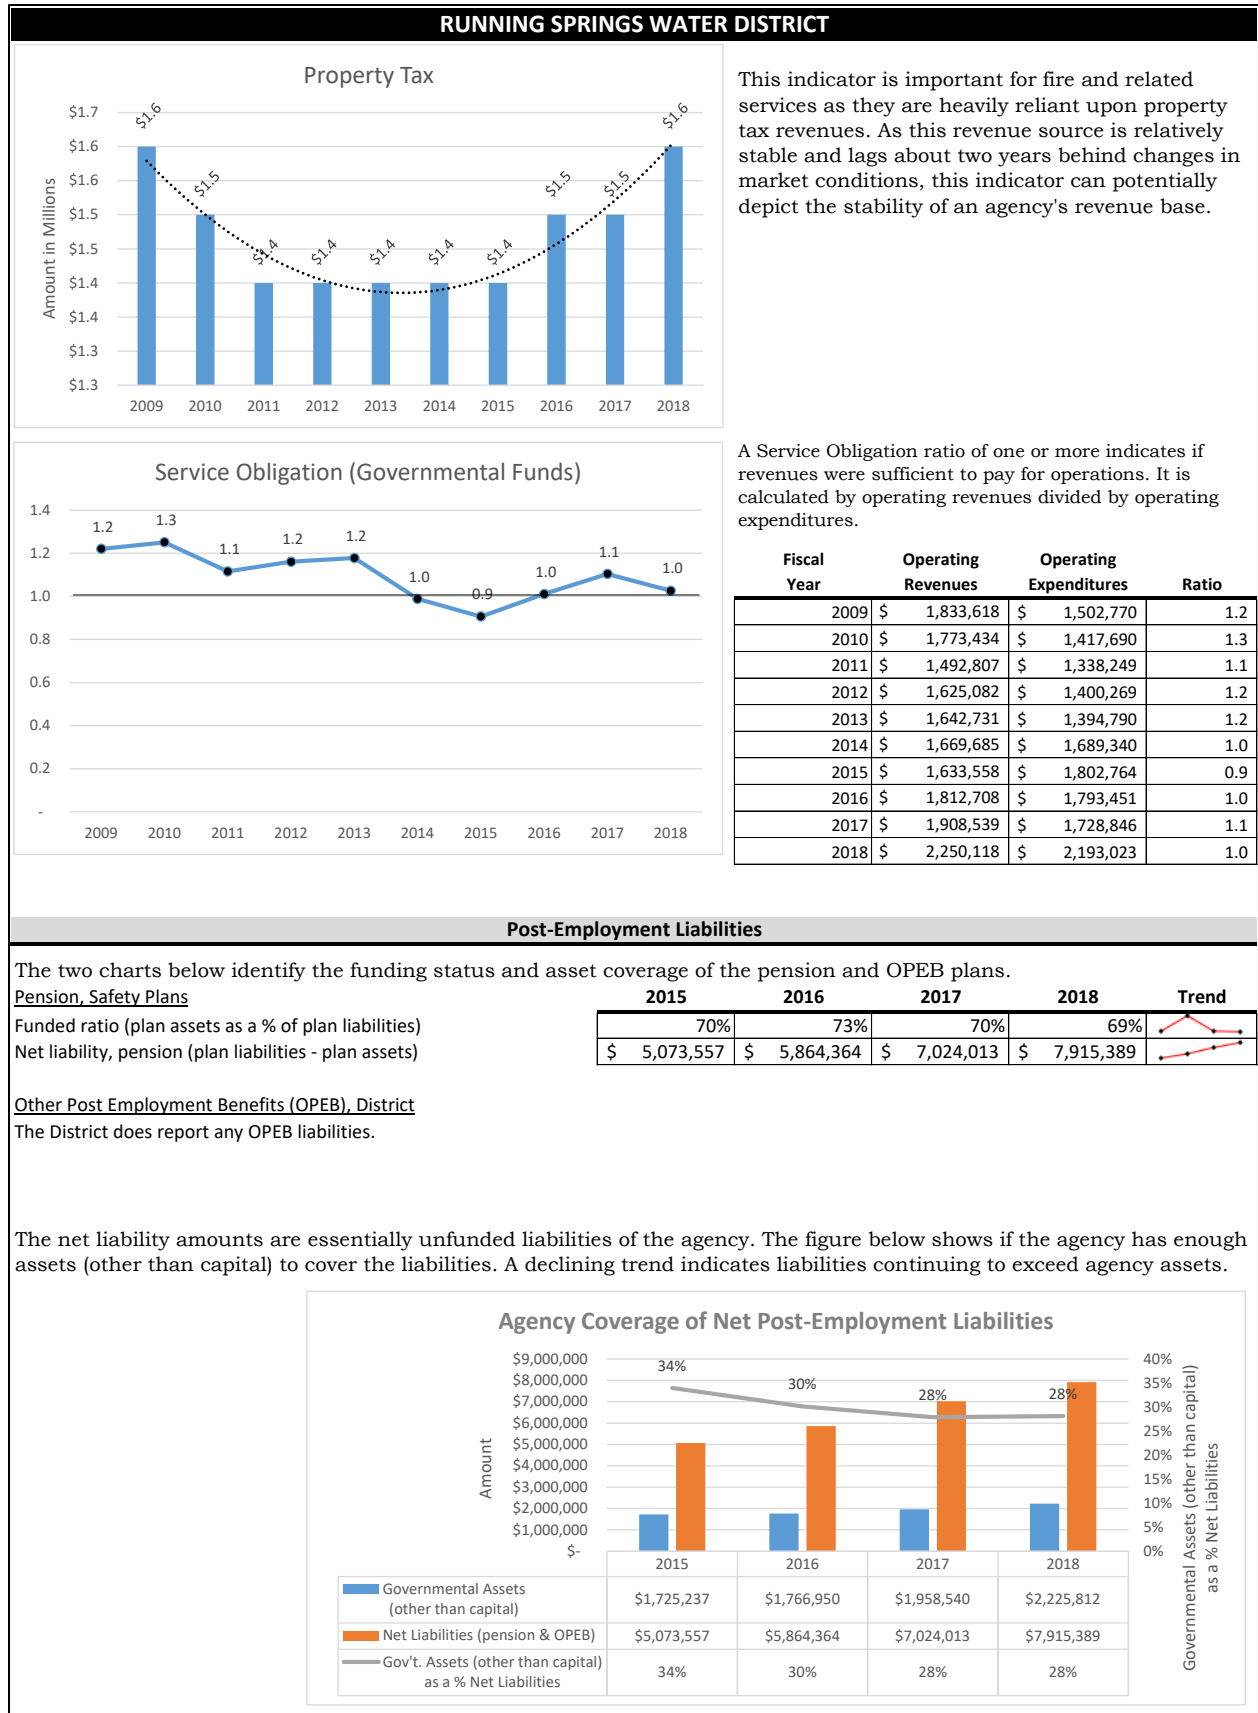 RUNNING SPRINGS WATER DISTRICT
Property Tax
Amount in Millions
$1.7
$1.6
$1.6
$1.5
$1.5
$1.4
$1.4
$1.3
$1.3
$1.6
$1.5
$1.4
$1.4
$1.4
$1.4
$1.4
$1.5
$1.5
$1.6
2009 2010 2011 2012 2013 2014 2015 2016 2017 2018
This indicator is important for fire and related
services as they are heavily reliant upon property
tax revenues. As this revenue source is relatively
stable and lags about two years behind changes in
market conditions, this indicator can potentially
depict the stability of an agency's revenue base.
Service Obligation (Governmental Funds)
1.4
1.2
1.0
0.8
0.6
0.4
0.2
-
1.2 1.3 1.1 1.2 1.2 1.0 0.9 1.0 1.1 1.0
2009 2010 2011 2012 2013 2014 2015 2016 2017 2018
A Service Obligation ratio of one or more indicates if
revenues were sufficient to pay for operations. It is
calculated by operating revenues divided by operating
expenditures.
Fiscal Operating Operating
Year Revenues Expenditures Ratio
2009 $ 1,833,618 $ 1,502,770 1.2
2010 $ 1,773,434 $ 1,417,690 1.3
2011 $ 1,492,807 $ 1,338,249 1.1
2012 $ 1,625,082 $ 1,400,269 1.2
2013 $ 1,642,731 $ 1,394,790 1.2
2014 $ 1,669,685 $ 1,689,340 1.0
2015 $ 1,633,558 $ 1,802,764 0.9
2016 $ 1,812,708 $ 1,793,451 1.0
2017 $ 1,908,539 $ 1,728,846 1.1
2018 $ 2,250,118 $ 2,193,023 1.0
Post-Employment Liabilities
The two charts below identify the funding status and asset coverage of the pension and OPEB plans.
Pension, Safety Plans 2015 2016 2017 2018 Trend
Funded ratio (plan assets as a % of plan liabilities) 70% 73% 70% 69%
Net liability, pension (plan liabilities - plan assets) $ 5,073,557 $ 5,864,364 $ 7,024,013 $ 7,915,389
Other Post Employment Benefits (OPEB), District
The District does report any OPEB liabilities.
The net liability amounts are essentially unfunded liabilities of the agency. The figure below shows if the agency has enough
assets (other than capital) to cover the liabilities. A declining trend indicates liabilities continuing to exceed agency assets.
Agency Coverage of Net Post-Employment Liabilities
Amount
$9,000,000
$8,000,000
$7,000,000
$6,000,000
$5,000,000
$4,000,000
$3,000,000
$2,000,000
$1,000,000
$-
34% 30% 28% 28%
40%
35%
30%
25%
20%
15%
10%
5%
0%
Governmental Assets (other than capital)
as a % Net Liabilities
2015 2016 2017 2018
Governmental Assets
(other than capital) $1,725,237 $1,766,950 $1,958,540 $2,225,812
Net Liabilities (pension & OPEB) $5,073,557 $5,864,364 $7,024,013 $7,915,389
Gov't. Assets (other than capital)
as a % Net Liabilities 34% 30% 28% 28%